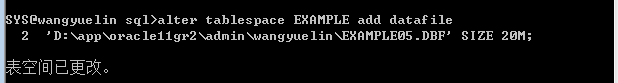 SYS@wangyuelin sql>alter tablespace EXAMPLE add datafile
2 'D:\app\oracle11gr2\admin\wangyuelin\EXAMPLE05.DBF' SIZE 20M;
表空间已更改。